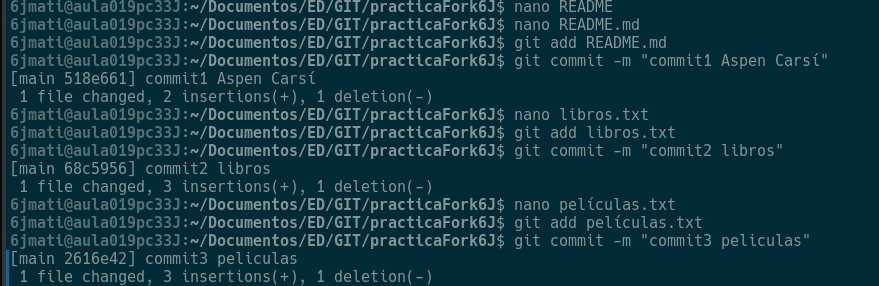 6jmati@aula019pc33J:~/Documentos/ED/GIT/practicaFork6J$ nano README
6jmati@aula019pc33J:~/Documentos/ED/GIT/practicaFork6J$ nano README.md
6jmati@aula019pc33J:~/Documentos/ED/GIT/practicaFork6J$ git add README.md
6jmati@aula019pc33J:~/Documentos/ED/GIT/practicaFork6J$ git commit -m "commit1 Aspen Carsí"
[main 518e661] commit1 Aspen Carsí
 1 file changed, 2 insertions(+), 1 deletion(-)
6jmati@aula019pc33J:~/Documentos/ED/GIT/practicaFork6J$ nano libros.txt
6jmati@aula019pc33J:~/Documentos/ED/GIT/practicaFork6J$ git add libros.txt
6jmati@aula019pc33J:~/Documentos/ED/GIT/practicaFork6J$ git commit -m "commit2 libros"
[main 68c5956] commit2 libros
 1 file changed, 3 insertions(+), 1 deletion(-)
6jmati@aula019pc33J:~/Documentos/ED/GIT/practicaFork6J$ nano películas.txt
6jmati@aula019pc33J:~/Documentos/ED/GIT/practicaFork6J$ git add películas.txt
6jmati@aula019pc33J:~/Documentos/ED/GIT/practicaFork6J$ git commit -m "commit3 peliculas"
[main 2616e42] commit3 peliculas
 1 file changed, 3 insertions(+), 1 deletion(-)